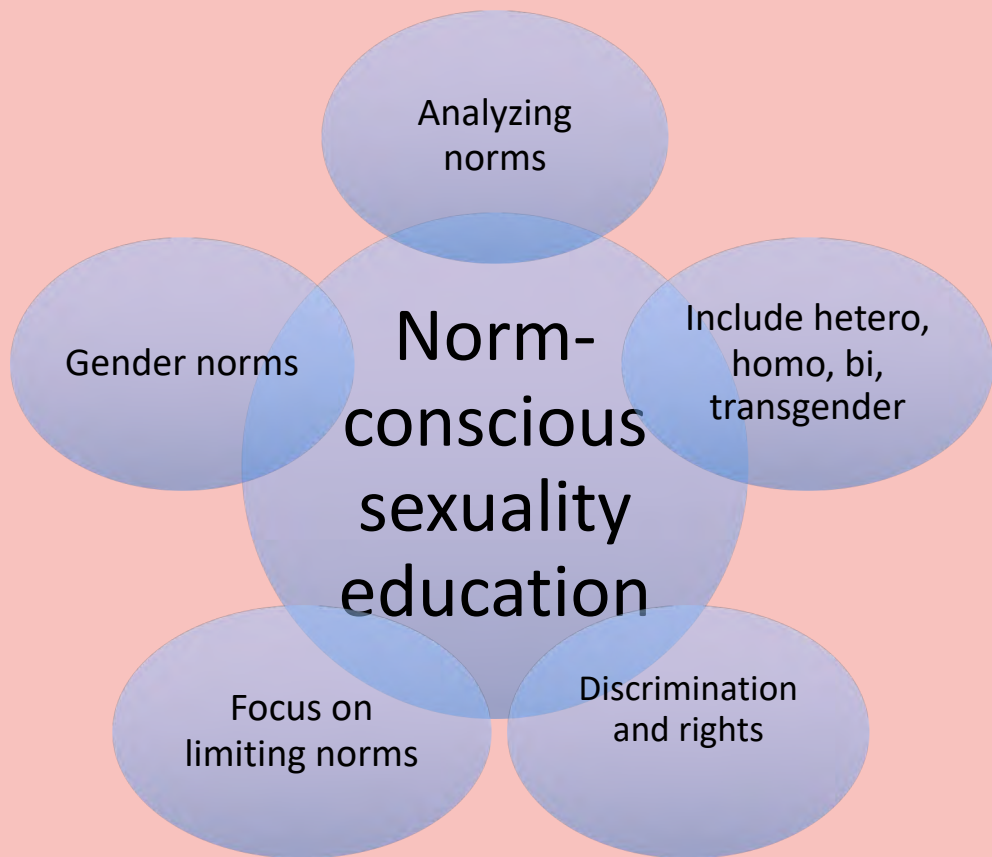 Analyzing
norms
Gender norms
Norm-
conscious
sexuality
education
Include hetero,
homo, bi,
transgender
Focus on
limiting norms
Discrimination
and rights